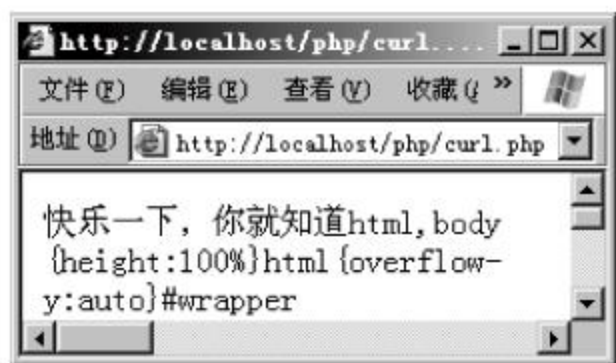 http://localhost/php/curl....
文件(F) 编辑(E) 查看(V) 收藏(A »
地址(D) http://localhost/php/curl.php
快乐一下，你就知道html,body
{height:100%}html{overflow-
y:auto}#wrapper